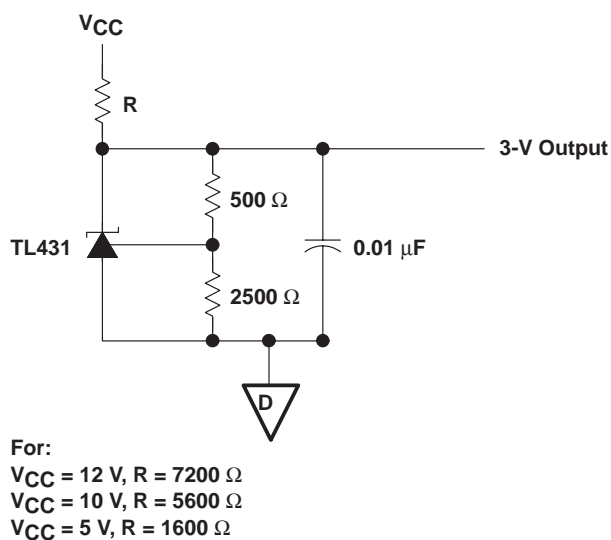 VCC
R
3-V Output
500 Ω
TL431
0.01 μF
2500 Ω
D
For:
VCC = 12 V, R = 7200 Ω
VCC = 10 V, R = 5600 Ω
VCC = 5 V, R = 1600 Ω